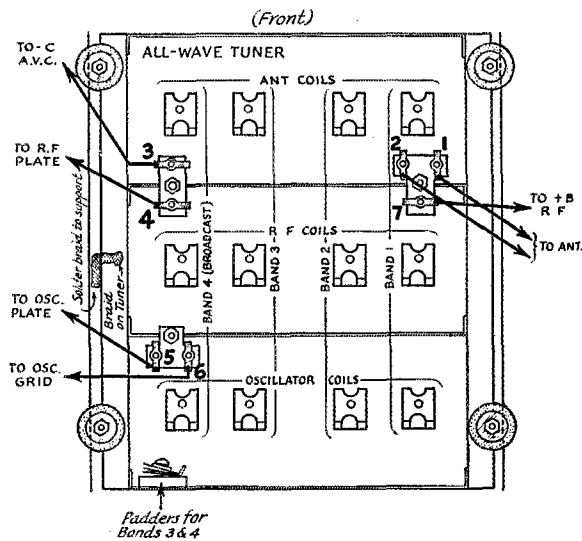 (Front)
TO - C
A.V.C.
ALL-WAVE TUNER
ANT COILS
3
2
1
TO R.F
PLATE
4
7
TO + B
R F
TO ANT.
R F COILS
Solder braid to support
Braid
on Tuner
BAND 4 (BROADCAST)
BAND 3
BAND 2
BAND 1
TO OSC.
PLATE
5
6
TO OSC.
GRID
OSCILLATOR COILS
Padders for
Bands 3 & 4